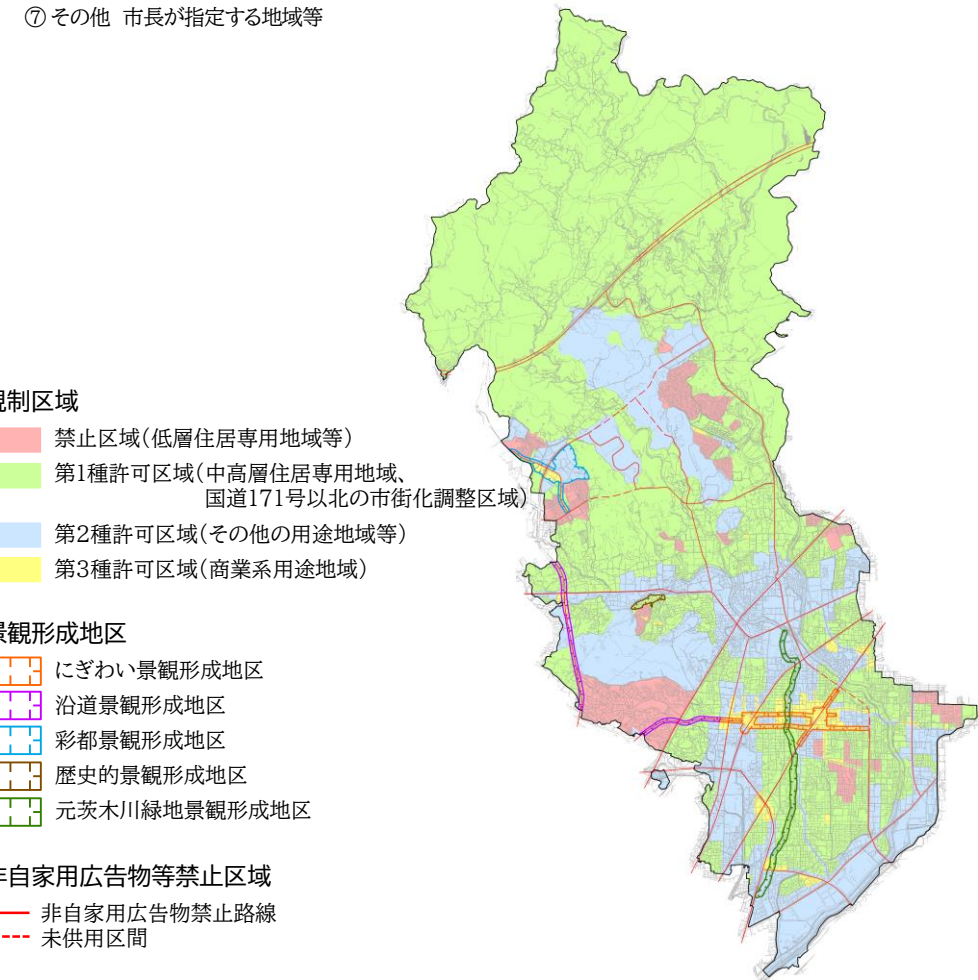 ⑦その他 市長が指定する地域等
規制区域
禁止区域(低層住居専用地域等)
第1種許可区域(中高層住居専用地域、
国道171号以北の市街化調整区域)
第2種許可区域(その他の用途地域等)
第3種許可区域(商業系用途地域)
景観形成地区
にぎわい景観形成地区
沿道景観形成地区
彩都景観形成地区
歴史的景観形成地区
元茨木川緑地景観形成地区
非自家用広告物等禁止区域
非自家用広告物禁止路線
未供用区間